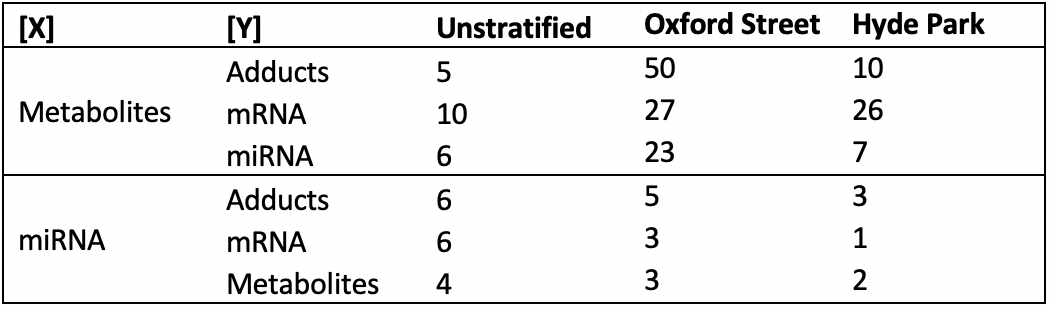 [X] [Y] Unstratified Oxford Street Hyde Park
Adducts 5 50 10
Metabolites mRNA 10 27 26
miRNA 6 23 7
Adducts 6 5 3
miRNA mRNA 6 3 1
Metabolites 4 3 2